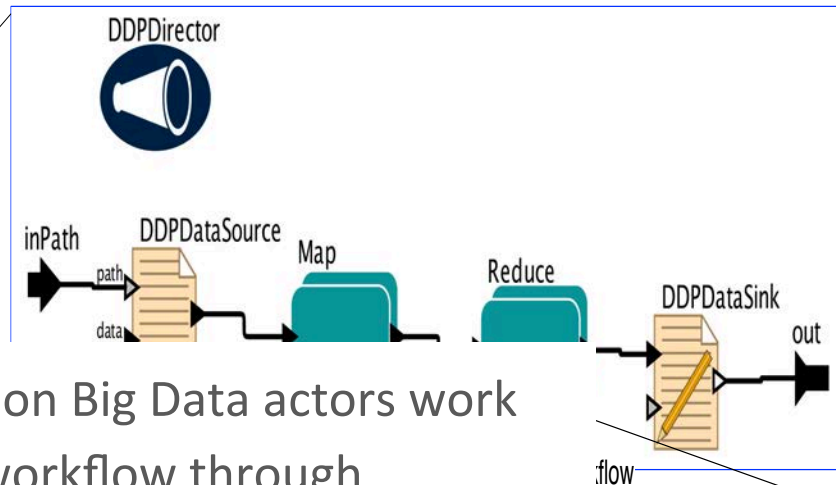 DDPDirector
inPath
DDPDataSource
Map
Reduce
DDPDataSink
path
data
out
on Big Data actors work
workflow through
flow